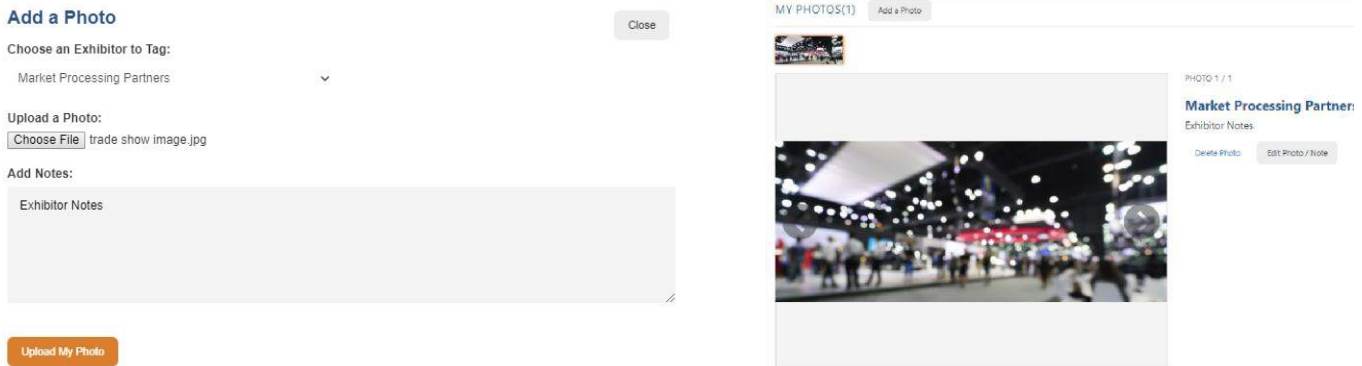 Add a Photo
Close
Choose an Exhibitor to Tag:
Market Processing Partners
Upload a Photo:
Choose File trade show image.jpg
Add Notes:
Exhibitor Notes
Upload My Photo
MY PHOTOS(1) Add a Photo
PHOTO 1 / 1
Market Processing Partners
Exhibitor Notes
Delete Photo Edit Photo / Note